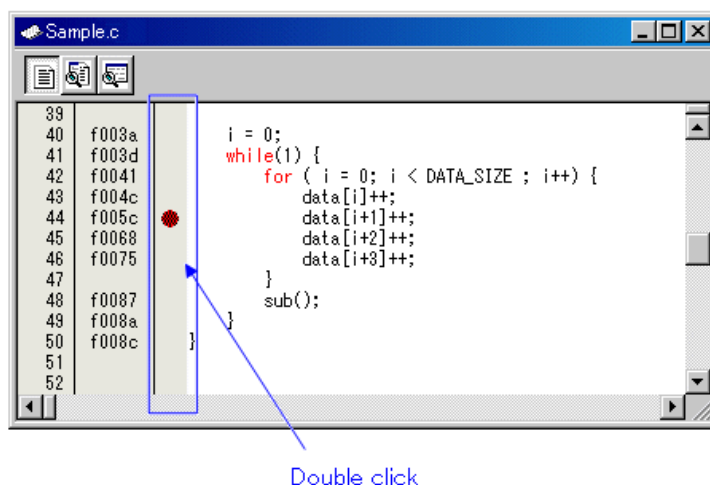 Sample.c
39
40 f003a i = 0;
41 f003d while(1) {
42 f0041 for ( i = 0; i < DATA_SIZE ; i++) {
43 f004c data[i]++;
44 f005c data[i+1]++;
45 f0068 data[i+2]++;
46 f0075 data[i+3]++;
47 }
48 f0087 sub();
49 f008a }
50 f008c }
51
52
Double click